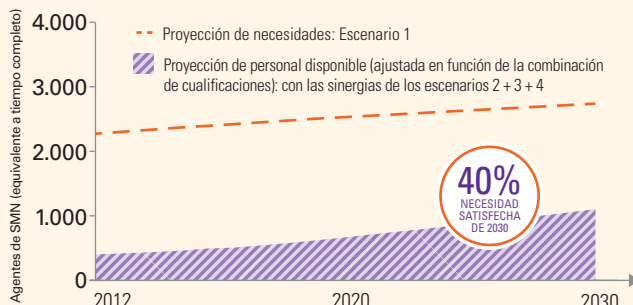 Agentes de SMN (equivalente a tiempo completo)
4.000
3.000
2.000
1.000
0
Proyección de necesidades: Escenario 1
Proyección de personal disponible (ajustada en función de la combinación
de cualificaciones): con las sinergias de los escenarios 2 + 3 + 4
40%
NECESIDAD
SATISFECHA
DE 2030
2012
2020
2030